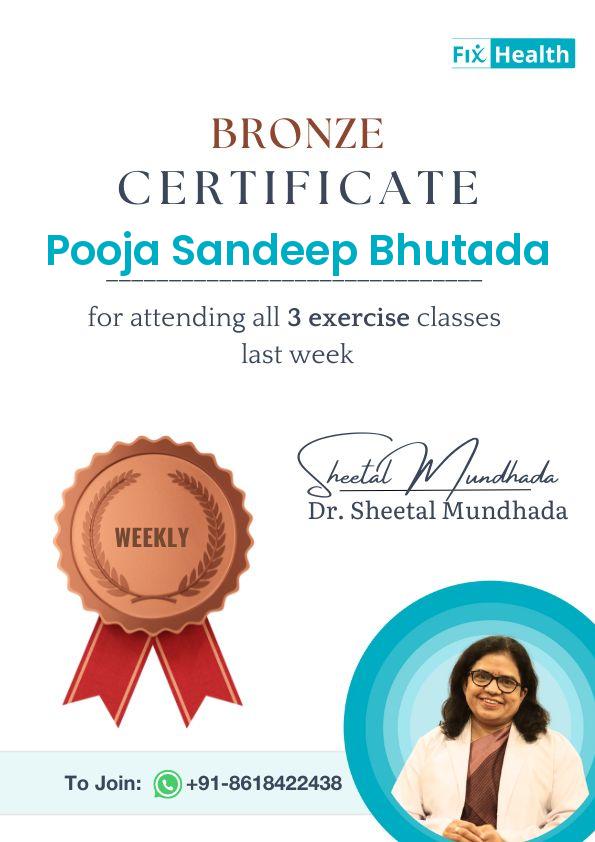 Fix Health
BRONZE
CERTIFICATE
Pooja Sandeep Bhutada
for attending all 3 exercise classes
last week
Sheetal Mundhada
Dr. Sheetal Mundhada
WEEKLY
To Join: +91-8618422438